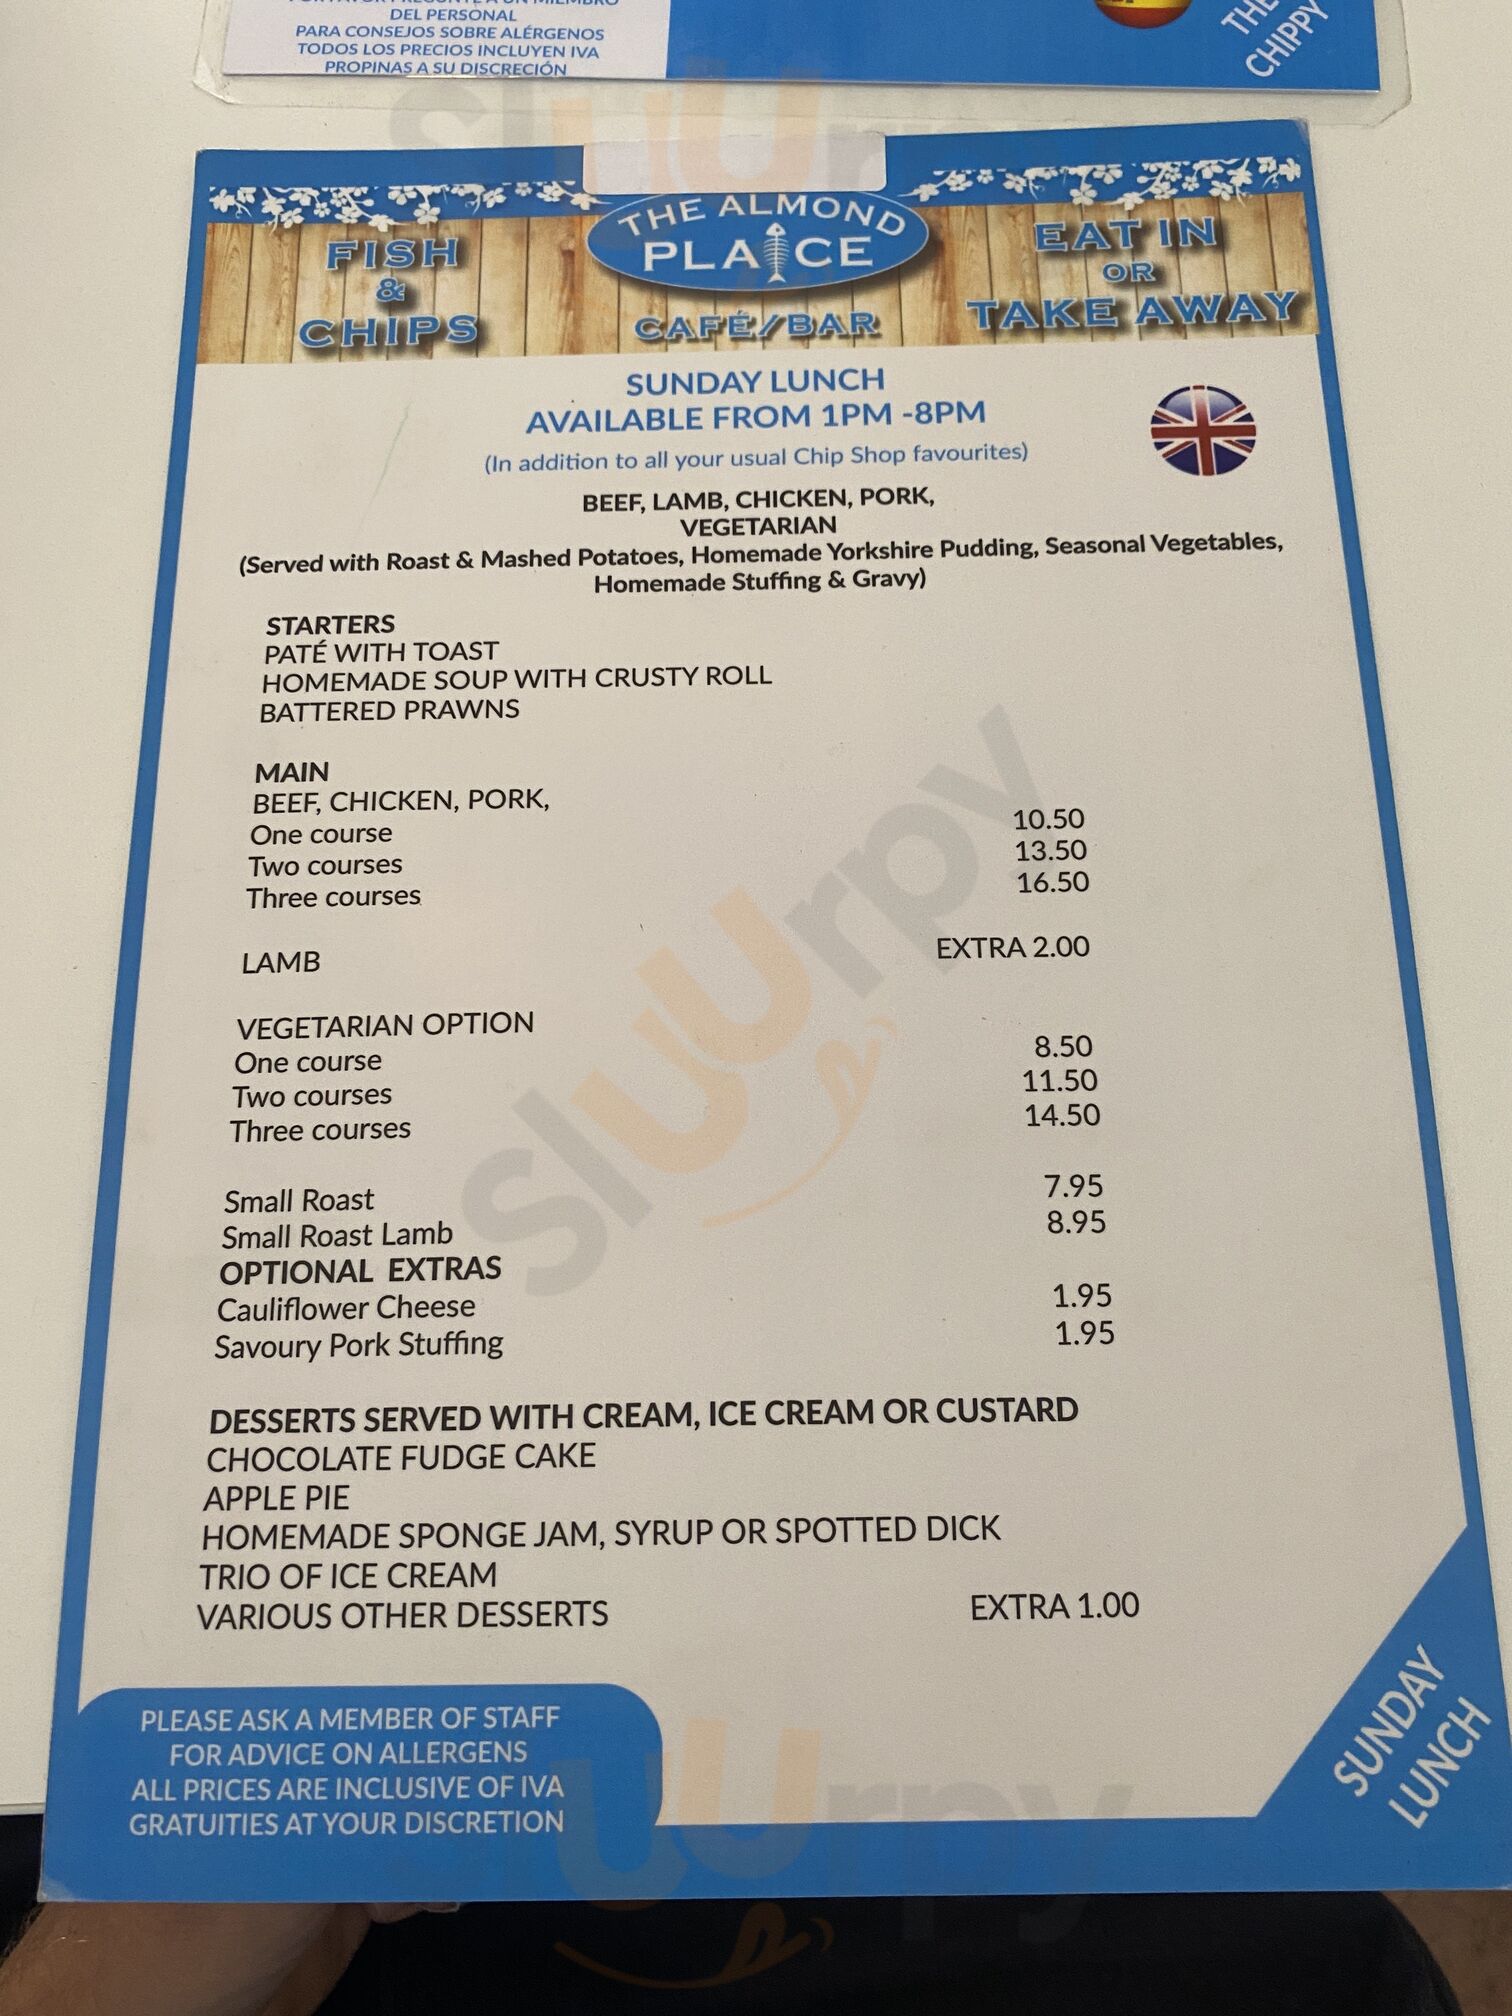 DEL PERSONAL
PARA CONSEJOS SOBRE ALÉRGENOS
TODOS LOS PRECIOS INCLUYEN IVA
PROPINAS A SU DISCRECIÓN
THE
CHIPPY
FISH
&
CHIPS
THE ALMOND
PLAICE
CAFÉ/BAR
EAT IN
OR
TAKE AWAY
SUNDAY LUNCH
AVAILABLE FROM 1PM -8PM
(In addition to all your usual Chip Shop favourites)
BEEF, LAMB, CHICKEN, PORK,
VEGETARIAN
(Served with Roast & Mashed Potatoes, Homemade Yorkshire Pudding, Seasonal Vegetables,
Homemade Stuffing & Gravy)
STARTERS
PATÉ WITH TOAST
HOMEMADE SOUP WITH CRUSTY ROLL
BATTERED PRAWNS
MAIN
BEEF, CHICKEN, PORK,
One course 10.50
Two courses 13.50
Three courses 16.50
LAMB EXTRA 2.00
VEGETARIAN OPTION
One course 8.50
Two courses 11.50
Three courses 14.50
Small Roast 7.95
Small Roast Lamb 8.95
OPTIONAL EXTRAS
Cauliflower Cheese 1.95
Savoury Pork Stuffing 1.95
DESSERTS SERVED WITH CREAM, ICE CREAM OR CUSTARD
CHOCOLATE FUDGE CAKE
APPLE PIE
HOMEMADE SPONGE JAM, SYRUP OR SPOTTED DICK
TRIO OF ICE CREAM
VARIOUS OTHER DESSERTS EXTRA 1.00
PLEASE ASK A MEMBER OF STAFF
FOR ADVICE ON ALLERGENS
ALL PRICES ARE INCLUSIVE OF IVA
GRATUITIES AT YOUR DISCRETION
SUNDAY
LUNCH
sluurpy
sluurpy
sluurpy